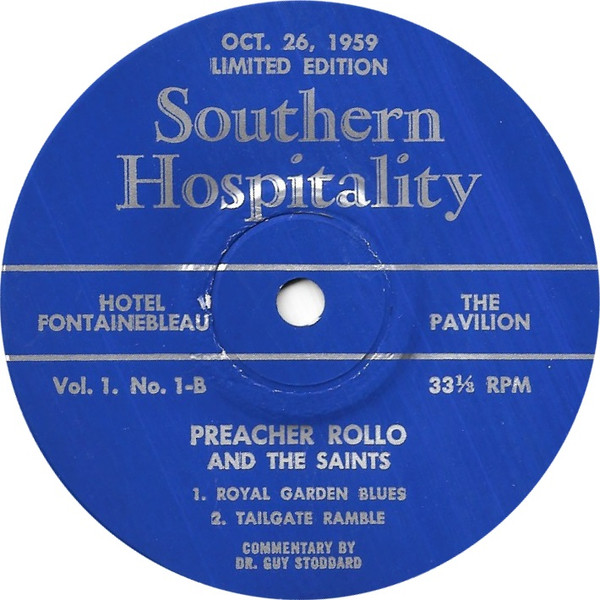 OCT. 26, 1959
LIMITED EDITION
Southern
Hospitality
HOTEL
FONTAINEBLEAU
THE
PAVILION
Vol. 1. No. 1-B
33⅓ RPM
PREACHER ROLLO
AND THE SAINTS
1. ROYAL GARDEN BLUES
2. TAILGATE RAMBLE
COMMENTARY BY
DR. GUY STODDARD